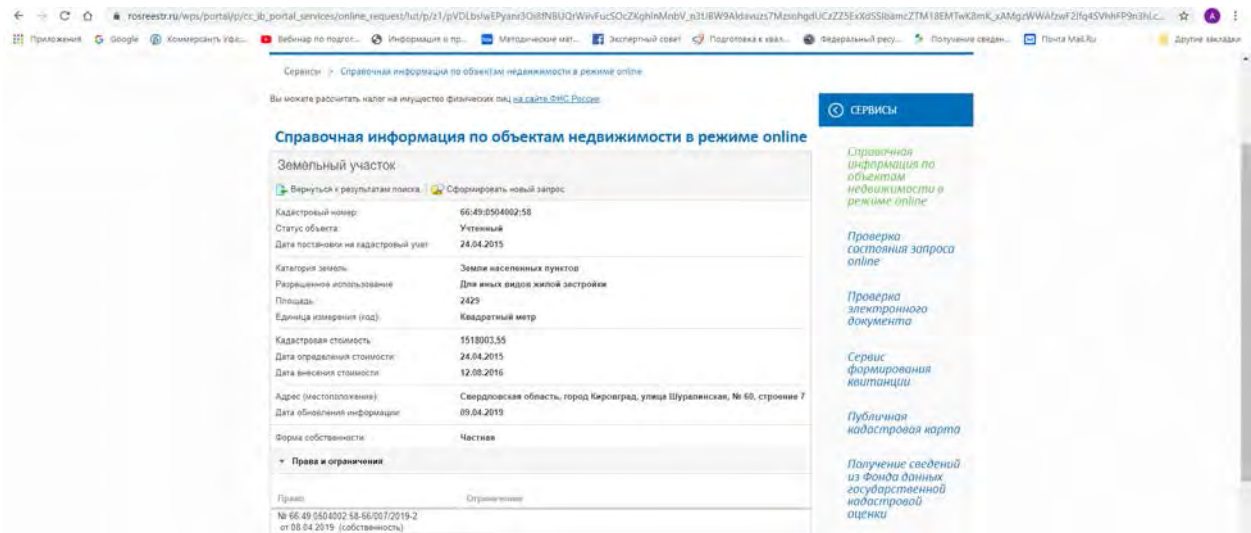 rosreestr.ru/wps/portal/p/cc_ib_portal_services/online_request/
Приложения Google Коммерсантъ Уфа:... Вебинар по подгот... Информация о пр... Методические мат... Экспертный совет Подготовка к квал... Федеральный ресу... Получение сведен... Почта Mail.Ru Другие закладки
Сервисы > Справочная информация по объектам недвижимости в режиме online
Вы можете рассчитать налог на имущество физических лиц на сайте ФНС России.
Справочная информация по объектам недвижимости в режиме online
Земельный участок
Вернуться к результатам поиска Сформировать новый запрос
Кадастровый номер: 66:49:0504002:58
Статус объекта: Учтенный
Дата постановки на кадастровый учет: 24.04.2015
Категория земель: Земли населенных пунктов
Разрешенное использование: Для иных видов жилой застройки
Площадь: 2429
Единица измерения (код): Квадратный метр
Кадастровая стоимость: 1518003,55
Дата определения стоимости: 24.04.2015
Дата внесения стоимости: 12.08.2016
Адрес (местоположение): Свердловская область, город Кировград, улица Шуралинская, № 60, строение 7
Дата обновления информации: 09.04.2019
Форма собственности: Частная
Права и ограничения
Право Ограничение
№ 66:49:0504002:58-66/007/2019-2
от 08.04.2019 (собственность)
СЕРВИСЫ
Справочная
информация по
объектам
недвижимости в
режиме online
Проверка
состояния запроса
online
Проверка
электронного
документа
Сервис
формирования
квитанции
Публичная
кадастровая карта
Получение сведений
из Фонда данных
государственной
кадастровой
оценки